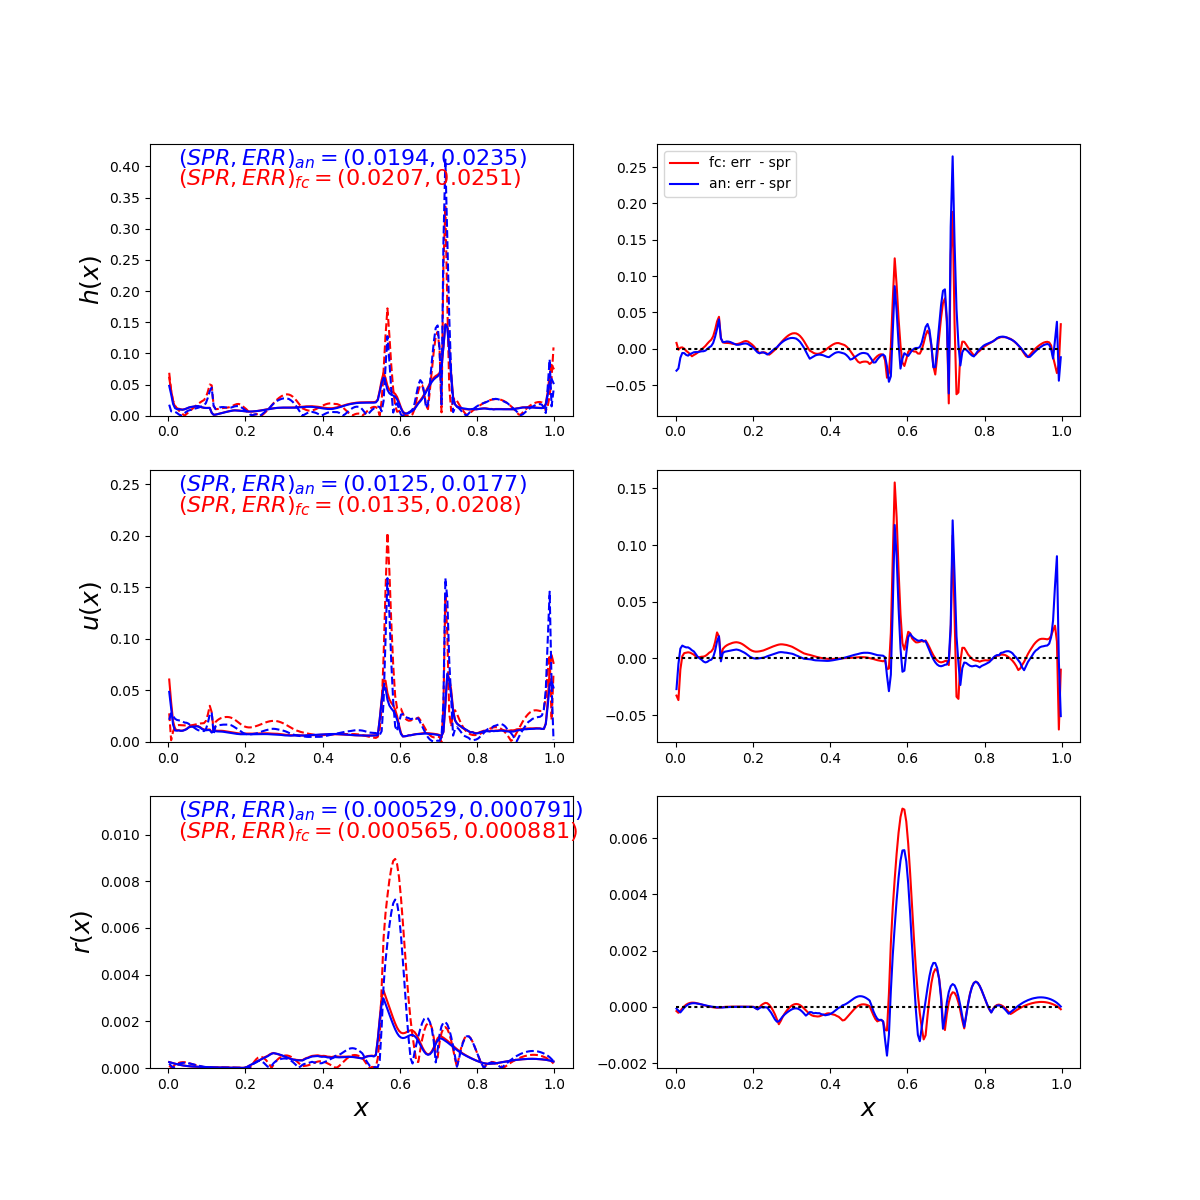 (SPR, ERR)an = (0.0194, 0.0235)
(SPR, ERR)fc = (0.0207, 0.0251)
h(x)
0.40
0.35
0.30
0.25
0.20
0.15
0.10
0.05
0.00
0.0 0.2 0.4 0.6 0.8 1.0
fc: err - spr
an: err - spr
0.25
0.20
0.15
0.10
0.05
0.00
−0.05
0.0 0.2 0.4 0.6 0.8 1.0
(SPR, ERR)an = (0.0125, 0.0177)
(SPR, ERR)fc = (0.0135, 0.0208)
u(x)
0.25
0.20
0.15
0.10
0.05
0.00
0.0 0.2 0.4 0.6 0.8 1.0
0.15
0.10
0.05
0.00
−0.05
0.0 0.2 0.4 0.6 0.8 1.0
(SPR, ERR)an = (0.000529, 0.000791)
(SPR, ERR)fc = (0.000565, 0.000881)
r(x)
0.010
0.008
0.006
0.004
0.002
0.000
0.0 0.2 0.4 0.6 0.8 1.0
x
0.006
0.004
0.002
0.000
−0.002
0.0 0.2 0.4 0.6 0.8 1.0
x